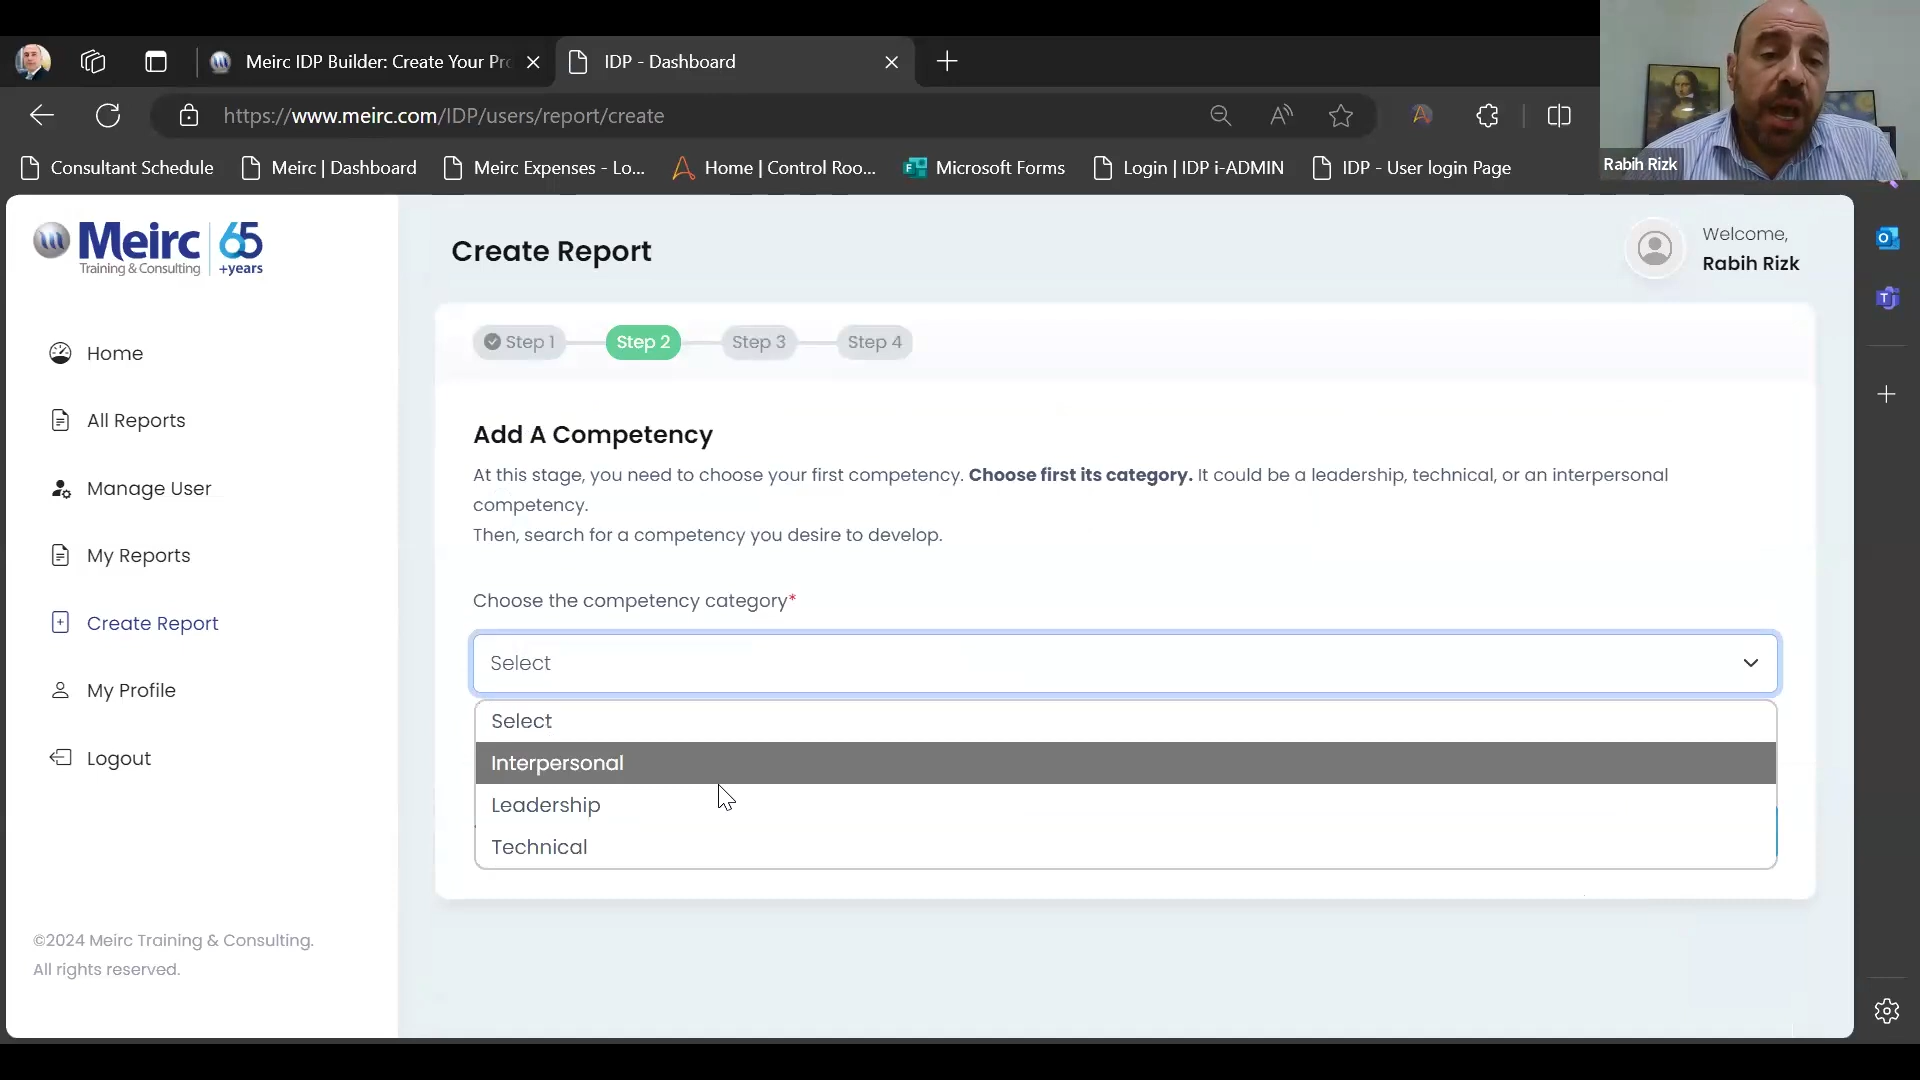 Meirc IDP Builder: Create Your Pr
IDP - Dashboard
https://www.meirc.com/IDP/users/report/create
Consultant Schedule
Meirc | Dashboard
Meirc Expenses - Lo...
Home | Control Roo...
Microsoft Forms
Login | IDP i-ADMIN
IDP - User login Page
Rabih Rizk
Meirc
Training & Consulting
65
+years
Create Report
Welcome,
Rabih Rizk
Home
All Reports
Manage User
My Reports
Create Report
My Profile
Logout
Step 1
Step 2
Step 3
Step 4
Add A Competency
At this stage, you need to choose your first competency. Choose first its category. It could be a leadership, technical, or an interpersonal
competency.
Then, search for a competency you desire to develop.
Choose the competency category*
Select
Select
Interpersonal
Leadership
Technical
©2024 Meirc Training & Consulting.
All rights reserved.